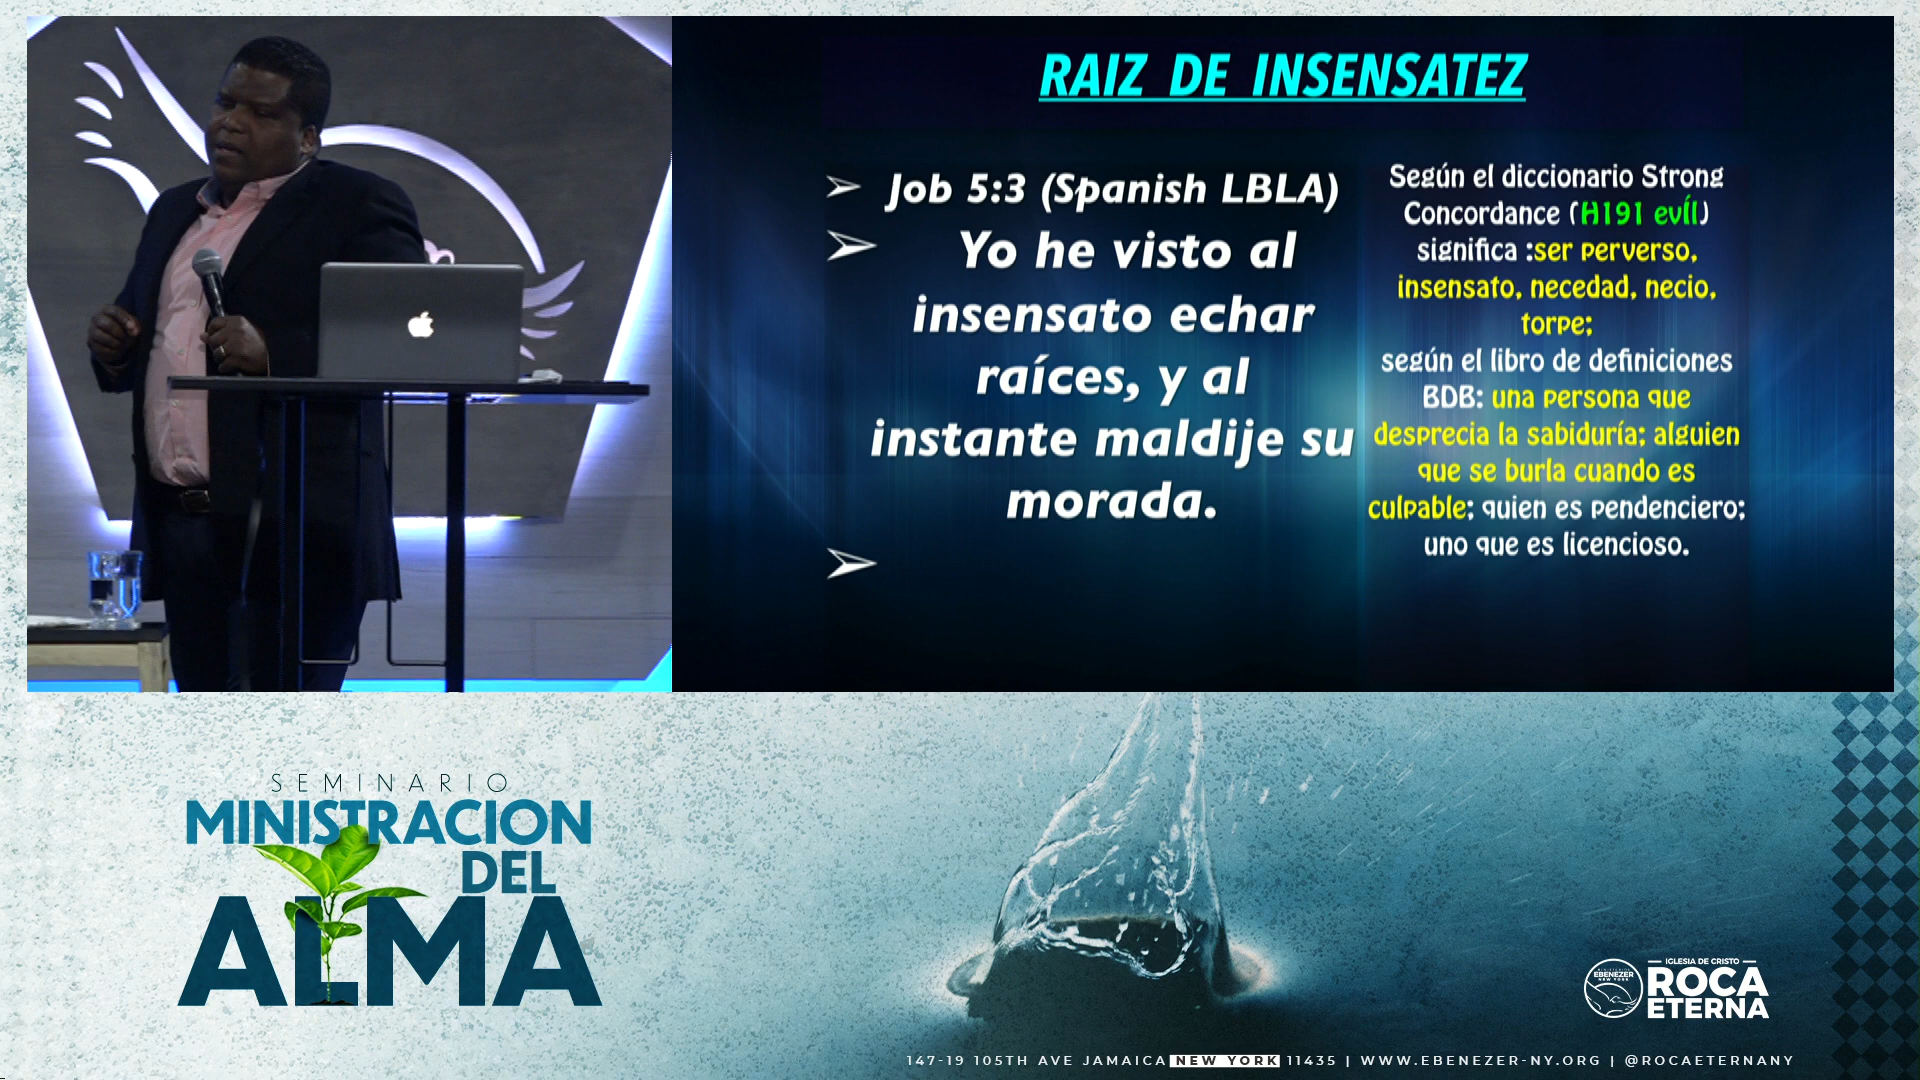 RAIZ DE INSENSATEZ
➢ Job 5:3 (Spanish LBLA)
➢ Yo he visto al
insensato echar
raíces, y al
instante maldije su
morada.
➢
Según el diccionario Strong
Concordance (H191 evÍl)
significa :ser perverso,
insensato, necedad, necio,
torpe;
según el libro de definiciones
BDB: una persona que
desprecia la sabiduría; alguien
que se burla cuando es
culpable; quien es pendenciero;
uno que es licencioso.
SEMINARIO
MINISTRACION
DEL
ALMA
MINISTERIOS
EBENEZER
NEW YORK
IGLESIA DE CRISTO
ROCA
ETERNA
147-19 105TH AVE JAMAICA NEW YORK 11435 | WWW.EBENEZER-NY.ORG | @ROCAETERNANY